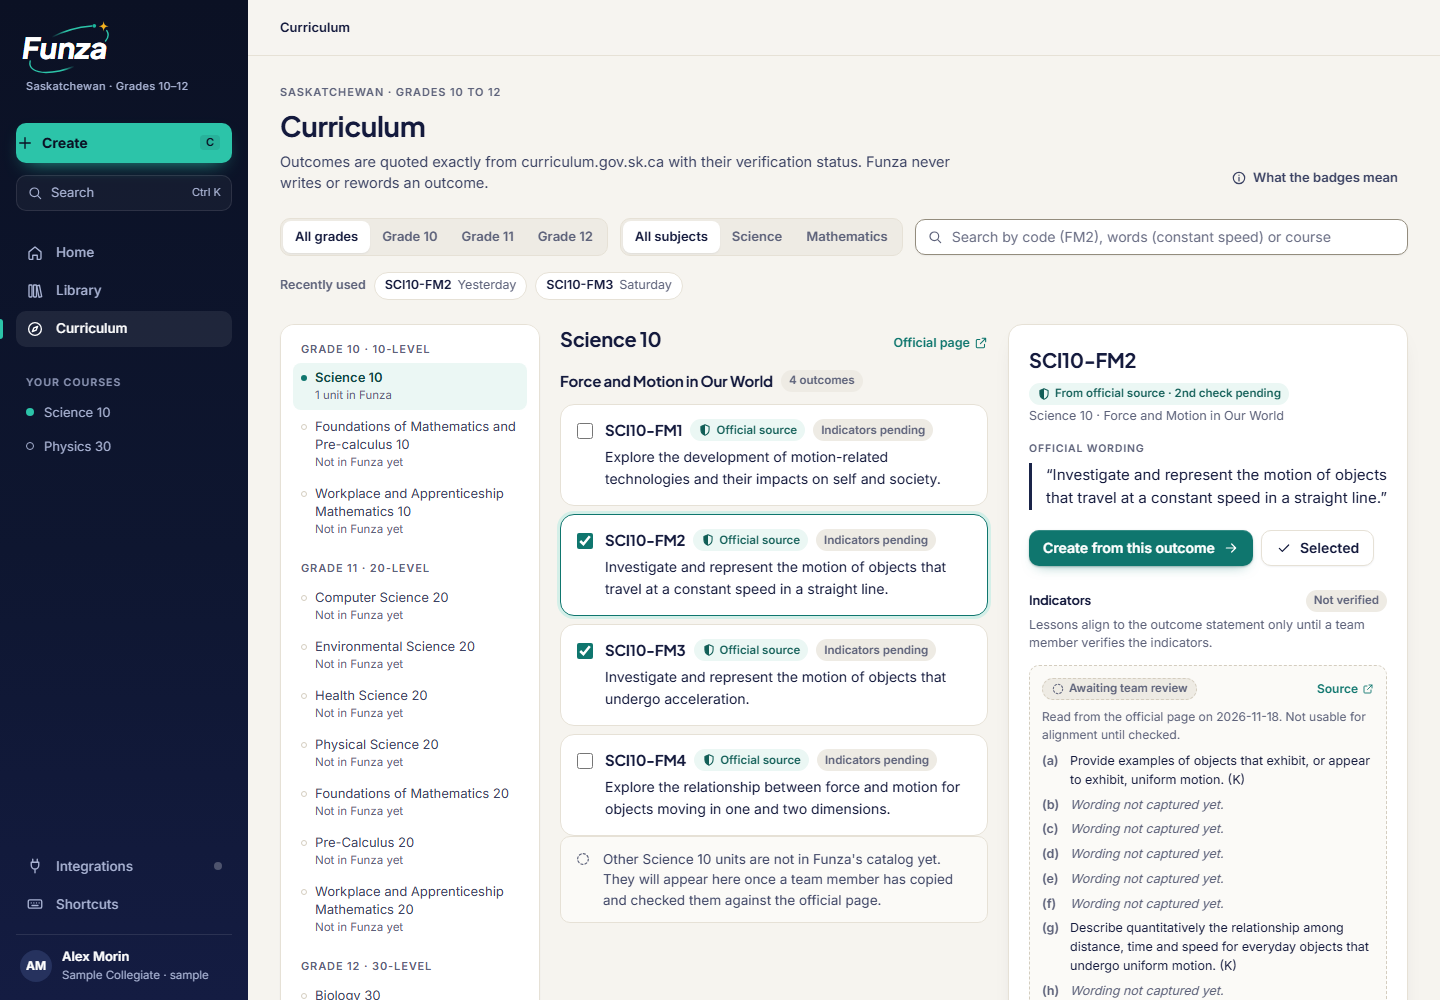 Funza
Saskatchewan · Grades 10–12
Create C
Search Ctrl K
Home
Library
Curriculum
YOUR COURSES
Science 10
Physics 30
Integrations
Shortcuts
AM
Alex Morin
Sample Collegiate · sample
Curriculum
SASKATCHEWAN · GRADES 10 TO 12
Curriculum
Outcomes are quoted exactly from curriculum.gov.sk.ca with their verification status. Funza never
writes or rewords an outcome.
What the badges mean
All grades Grade 10 Grade 11 Grade 12
All subjects Science Mathematics
Search by code (FM2), words (constant speed) or course
Recently used SCI10-FM2 Yesterday SCI10-FM3 Saturday
GRADE 10 · 10-LEVEL
Science 10
1 unit in Funza
Foundations of Mathematics and
Pre-calculus 10
Not in Funza yet
Workplace and Apprenticeship
Mathematics 10
Not in Funza yet
GRADE 11 · 20-LEVEL
Computer Science 20
Not in Funza yet
Environmental Science 20
Not in Funza yet
Health Science 20
Not in Funza yet
Physical Science 20
Not in Funza yet
Foundations of Mathematics 20
Not in Funza yet
Pre-Calculus 20
Not in Funza yet
Workplace and Apprenticeship
Mathematics 20
Not in Funza yet
GRADE 12 · 30-LEVEL
Biology 30
Science 10
Official page
Force and Motion in Our World 4 outcomes
SCI10-FM1 Official source Indicators pending
Explore the development of motion-related
technologies and their impacts on self and society.
SCI10-FM2 Official source Indicators pending
Investigate and represent the motion of objects that
travel at a constant speed in a straight line.
SCI10-FM3 Official source Indicators pending
Investigate and represent the motion of objects that
undergo acceleration.
SCI10-FM4 Official source Indicators pending
Explore the relationship between force and motion for
objects moving in one and two dimensions.
Other Science 10 units are not in Funza's catalog yet.
They will appear here once a team member has copied
and checked them against the official page.
SCI10-FM2
From official source · 2nd check pending
Science 10 · Force and Motion in Our World
OFFICIAL WORDING
“Investigate and represent the motion of objects
that travel at a constant speed in a straight line.”
Create from this outcome
Selected
Indicators Not verified
Lessons align to the outcome statement only until a team
member verifies the indicators.
Awaiting team review Source
Read from the official page on 2026-11-18. Not usable for
alignment until checked.
(a) Provide examples of objects that exhibit, or appear
to exhibit, uniform motion. (K)
(b) Wording not captured yet.
(c) Wording not captured yet.
(d) Wording not captured yet.
(e) Wording not captured yet.
(f) Wording not captured yet.
(g) Describe quantitatively the relationship among
distance, time and speed for everyday objects that
undergo uniform motion. (K)
(h) Wording not captured yet.